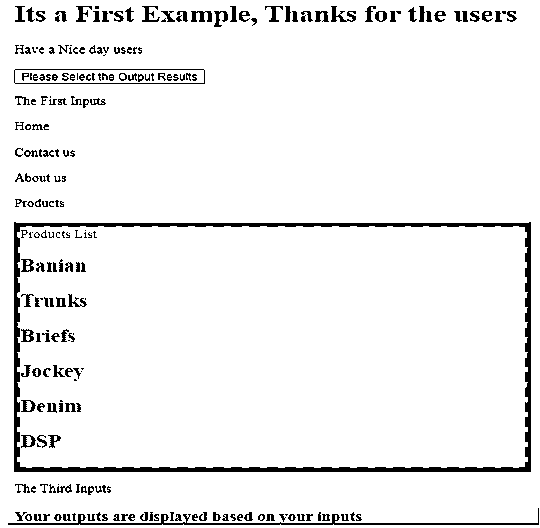 Its a First Example, Thanks for the users
Have a Nice day users
Please Select the Output Results
The First Inputs
Home
Contact us
About us
Products
Products List
Banian
Trunks
Briefs
Jockey
Denim
DSP
The Third Inputs
Your outputs are displayed based on your inputs